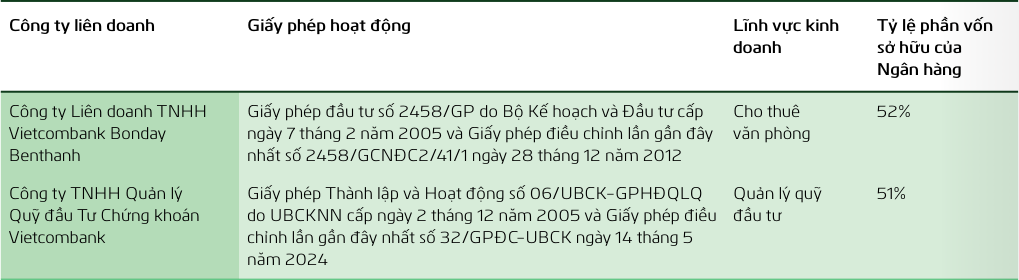 Công ty liên doanh
Giấy phép hoạt động
Lĩnh vực kinh
doanh
Tỷ lệ phần vốn
sở hữu của
Ngân hàng
Công ty Liên doanh TNHH
Vietcombank Bonday
Benthanh
Giấy phép đầu tư số 2458/GP do Bộ Kế hoạch và Đầu tư cấp
ngày 7 tháng 2 năm 2005 và Giấy phép điều chỉnh lần gần đây
nhất số 2458/GCNĐC2/41/1 ngày 28 tháng 12 năm 2012
Cho thuê
văn phòng
52%
Công ty TNHH Quản lý
Quỹ đầu Tư Chứng khoán
Vietcombank
Giấy phép Thành lập và Hoạt động số 06/UBCK–GPHĐQLQ
do UBCKNN cấp ngày 2 tháng 12 năm 2005 và Giấy phép điều
chỉnh lần gần đây nhất số 32/GPĐC–UBCK ngày 14 tháng 5
năm 2024
Quản lý quỹ
đầu tư
51%